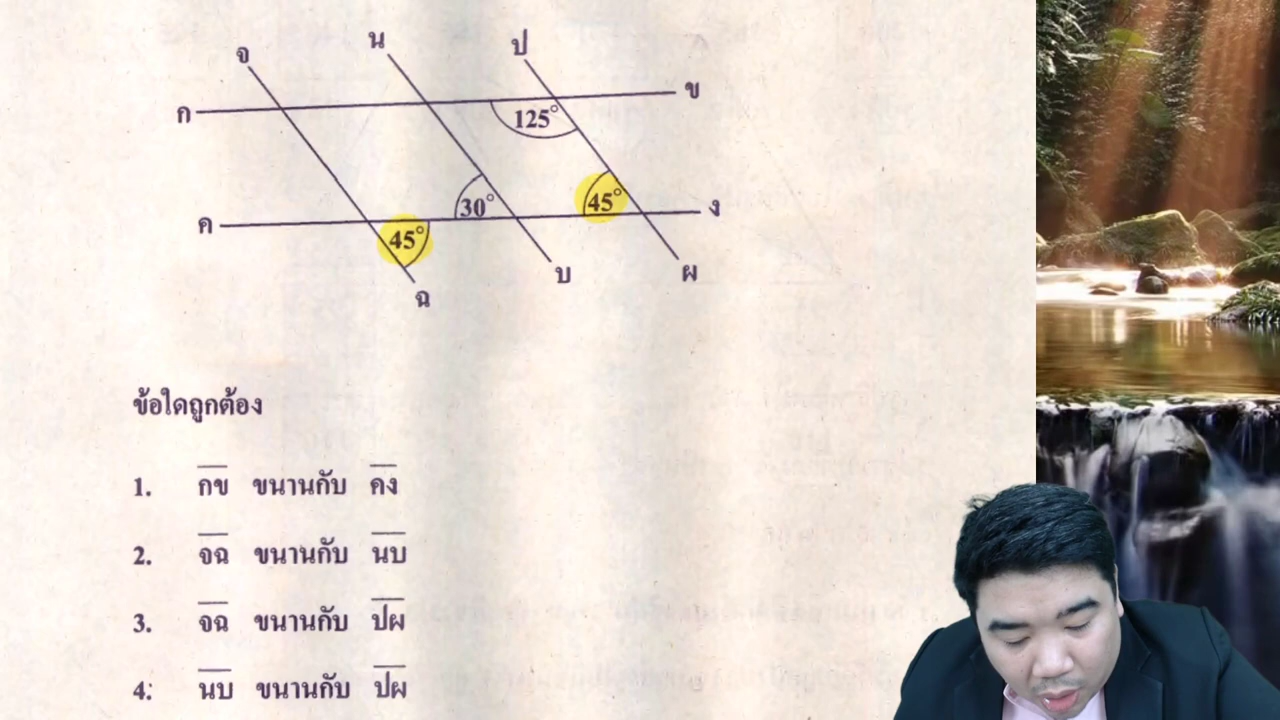 จ น ป
ก ข
125°
ค 30° 45° ง
45°
ฉ บ ผ
ข้อใดถูกต้อง
1. กข ขนานกับ คง
2. จฉ ขนานกับ นบ
3. จฉ ขนานกับ ปผ
4. นบ ขนานกับ ปผ